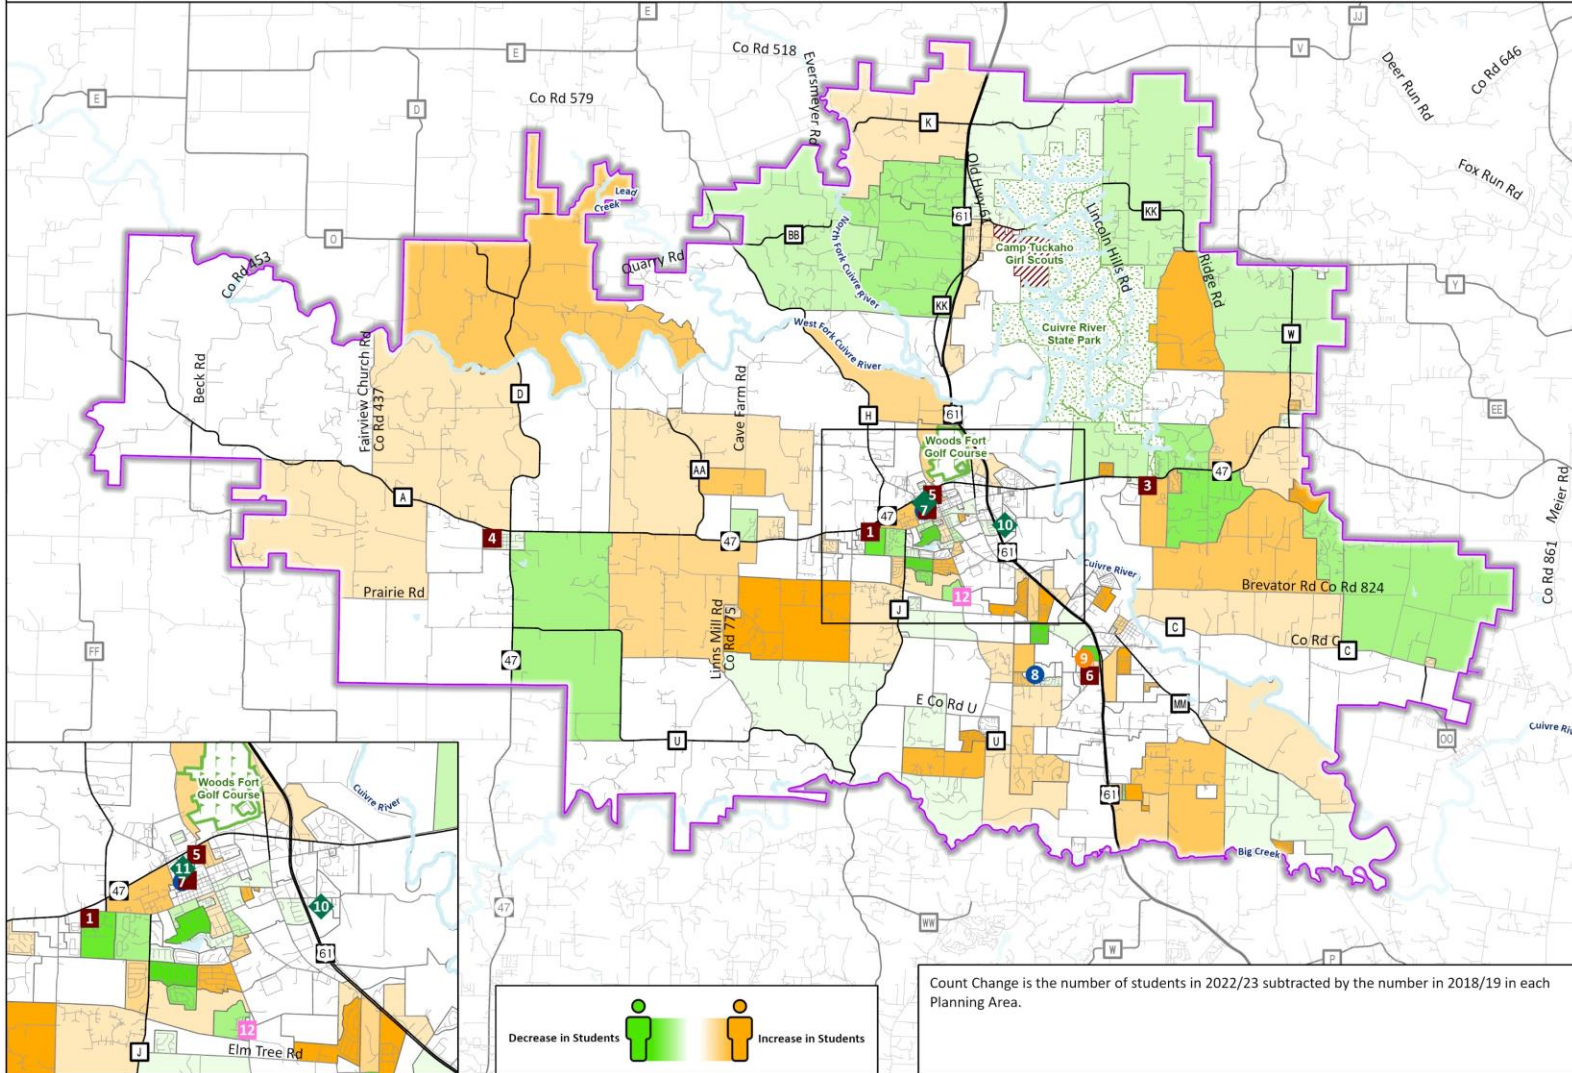 E
JJ
E
V
Co Rd 518
Eversmeyer Rd
Deer Run Rd
Co Rd 646
E
D
Co Rd 579
K
Old Hwy 61
Fox Run Rd
Lead
Creek
61
Lincoln Hills Rd
KK
O
BB
North Fork Cuivre River
Camp Tuckaho
Girl Scouts
Co Rd 453
Quarry Rd
Ridge Rd
Y
KK
West Fork Cuivre River
Cuivre River
State Park
W
Beck Rd
Fairview Church Rd
Co Rd 437
D
Cave Farm Rd
H
61
EE
Woods Fort
Golf Course
AA
47
3
Meier Rd
A
5
7
47
10
4
47
1
61
Cuivre River
Co Rd 861
Prairie Rd
12
Brevator Rd Co Rd 824
J
Linns Mill Rd
Co Rd 775
C
Co Rd C
C
FF
47
9
8
6
E Co Rd U
MM
U
U
OO
Cuivre Riv
61
Big Creek
47
WW
W
P
Woods Fort
Golf Course
Cuivre River
5
11
7
47
1
10
61
12
Elm Tree Rd
J
Decrease in Students
Increase in Students
Count Change is the number of students in 2022/23 subtracted by the number in 2018/19 in each
Planning Area.